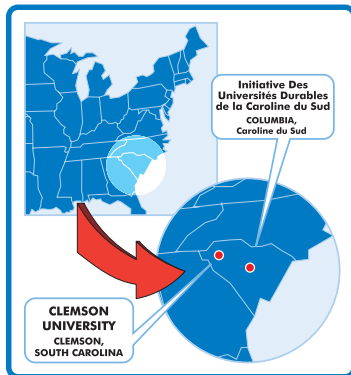 Initiative Des
Universités Durables
de la Caroline du Sud
COLUMBIA,
Caroline du Sud
CLEMSON
UNIVERSITY
CLEMSON,
SOUTH CAROLINA